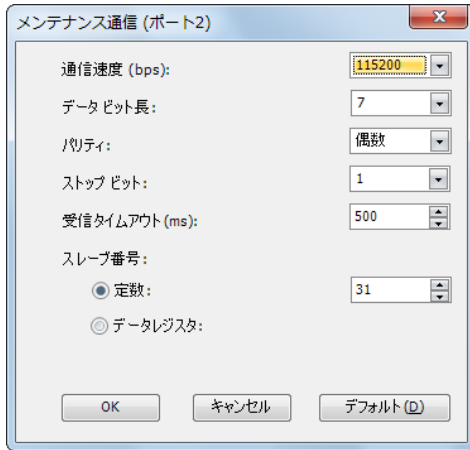 メンテナンス通信 (ポート2)
通信速度 (bps): 115200
データ ビット長: 7
パリティ: 偶数
ストップ ビット: 1
受信タイムアウト(ms): 500
スレーブ番号:
定数: 31
データレジスタ:
OK キャンセル デフォルト(D)